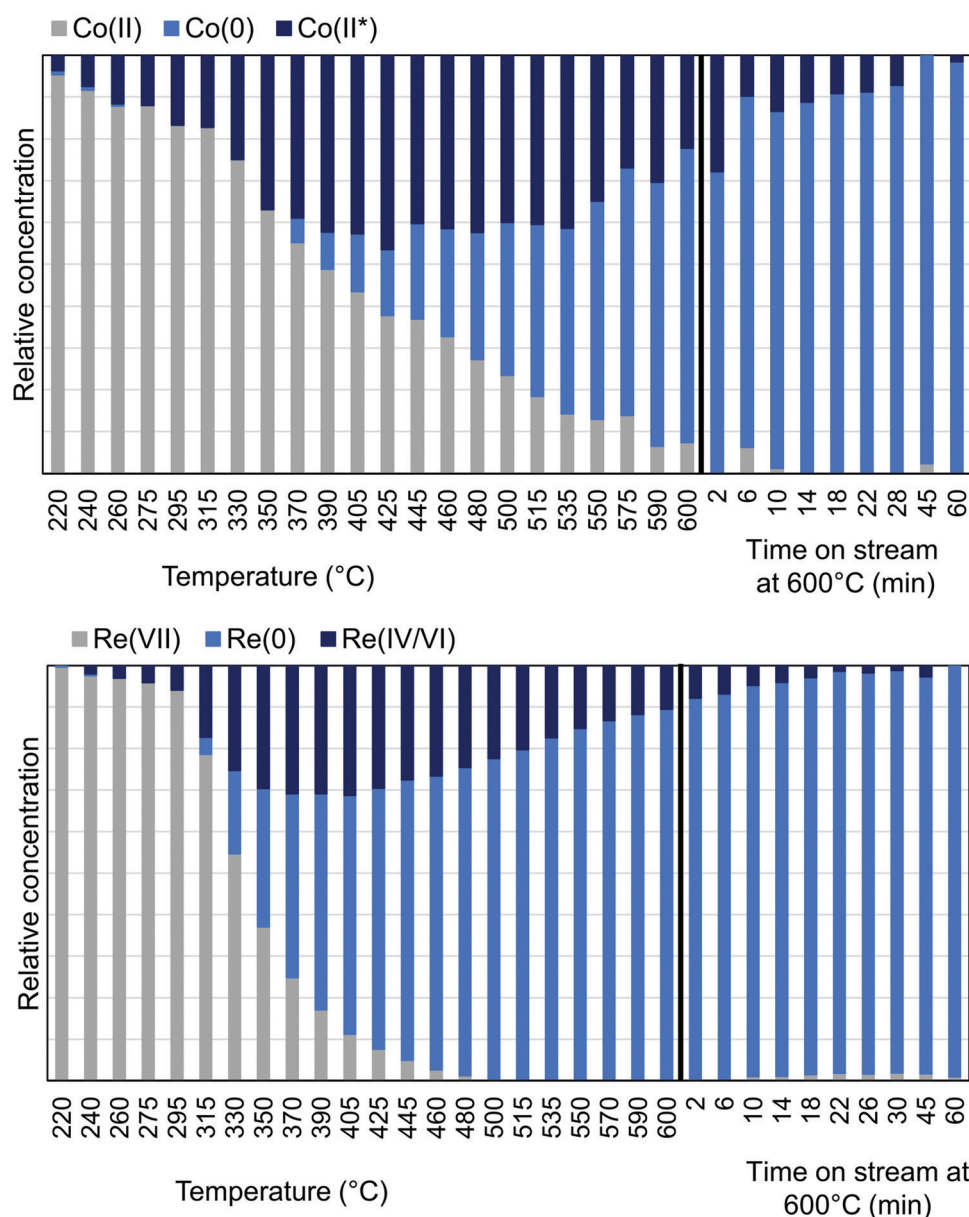 Co(II) Co(0) Co(II*)
Relative concentration
220 240 260 275 295 315 330 350 370 390 405 425 445 460 480 500 515 535 550 575 590 600 2 6 10 14 18 22 28 45 60
Temperature (°C)
Time on stream
at 600°C (min)
Re(VII) Re(0) Re(IV/VI)
Relative concentration
220 240 260 275 295 315 330 350 370 390 405 425 445 460 480 500 515 535 550 570 590 600 2 6 10 14 18 22 26 30 45 60
Temperature (°C)
Time on stream at
600°C (min)